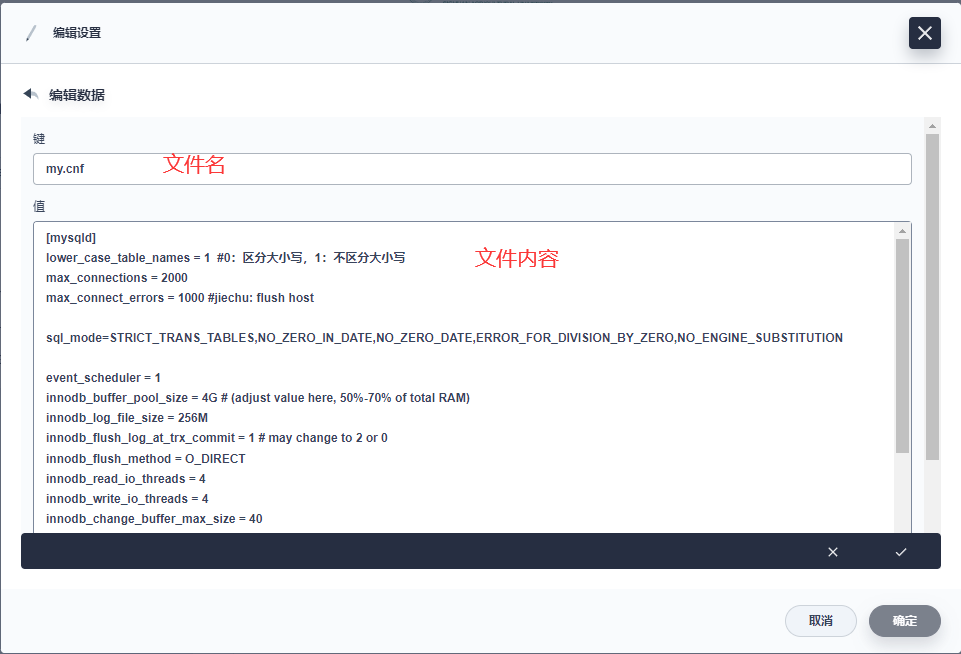 编辑设置
编辑数据
键
my.cnf
文件名
值
[mysqld]
lower_case_table_names = 1  #0：区分大小写，1：不区分大小写
文件内容
max_connections = 2000
max_connect_errors = 1000 #jiechu: flush host
sql_mode=STRICT_TRANS_TABLES,NO_ZERO_IN_DATE,NO_ZERO_DATE,ERROR_FOR_DIVISION_BY_ZERO,NO_ENGINE_SUBSTITUTION
event_scheduler = 1
innodb_buffer_pool_size = 4G # (adjust value here, 50%-70% of total RAM)
innodb_log_file_size = 256M
innodb_flush_log_at_trx_commit = 1 # may change to 2 or 0
innodb_flush_method = O_DIRECT
innodb_read_io_threads = 4
innodb_write_io_threads = 4
innodb_change_buffer_max_size = 40
取消
确定